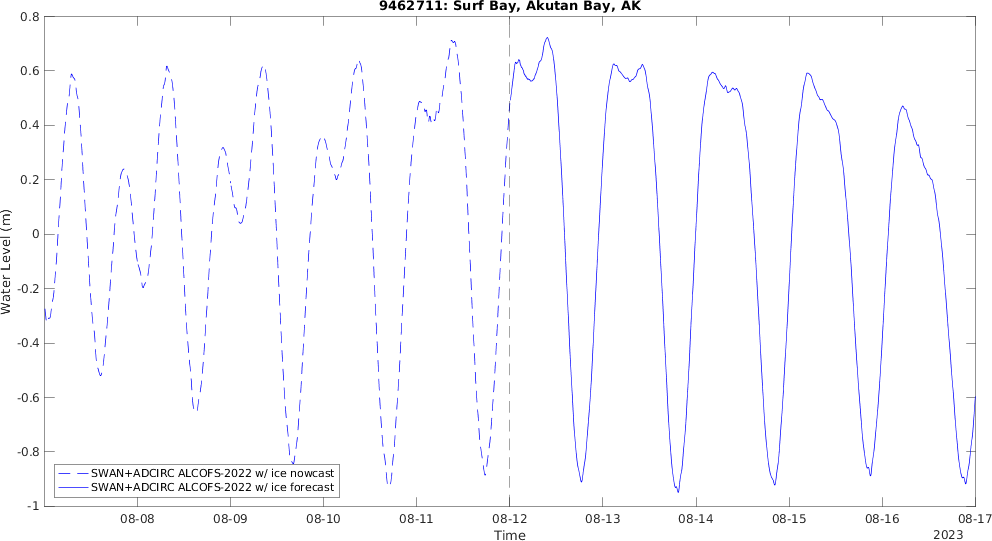 9462711: Surf Bay, Akutan Bay, AK
0.8
0.6
0.4
0.2
0
-0.2
-0.4
-0.6
-0.8
-1
Water Level (m)
SWAN+ADCIRC ALCOFS-2022 w/ ice nowcast
SWAN+ADCIRC ALCOFS-2022 w/ ice forecast
08-08 08-09 08-10 08-11 08-12 08-13 08-14 08-15 08-16 08-17
Time
2023